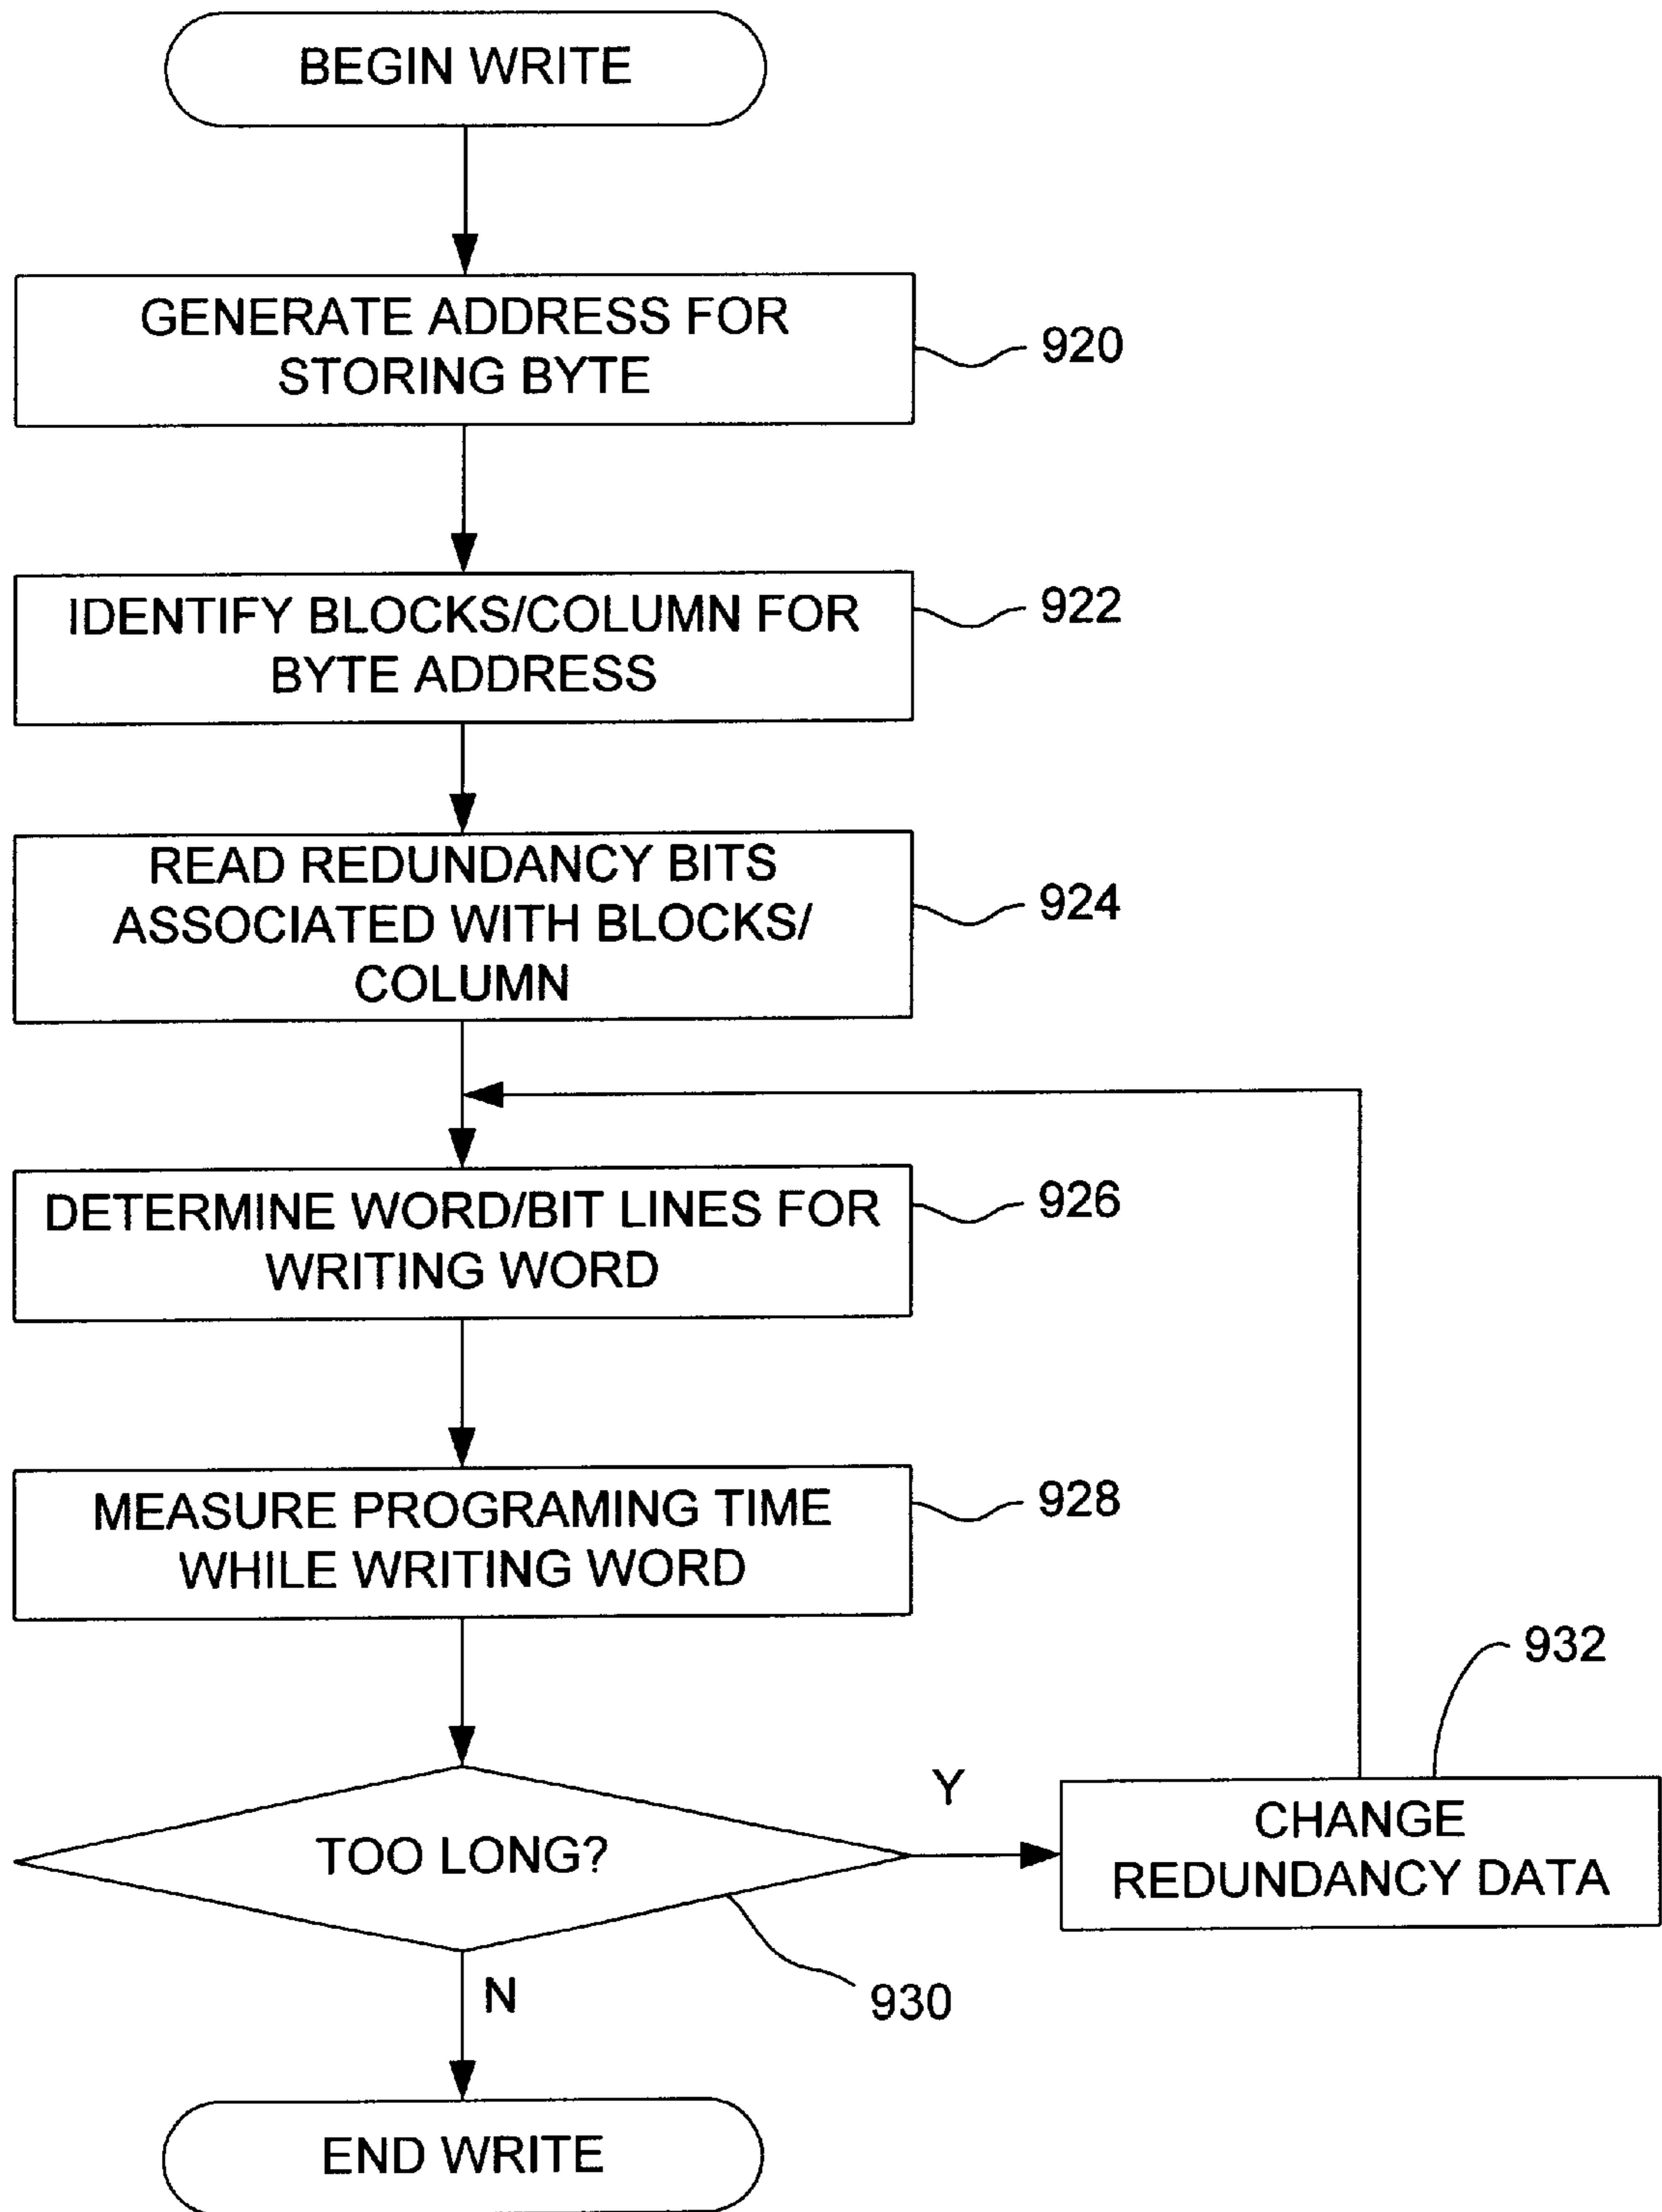 BEGIN WRITE
GENERATE ADDRESS FOR
STORING BYTE
920
IDENTIFY BLOCKS/COLUMN FOR
BYTE ADDRESS
922
READ REDUNDANCY BITS
ASSOCIATED WITH BLOCKS/
COLUMN
924
DETERMINE WORD/BIT LINES FOR
WRITING WORD
926
MEASURE PROGRAMING TIME
WHILE WRITING WORD
928
TOO LONG?
930
Y
CHANGE
REDUNDANCY DATA
932
N
END WRITE